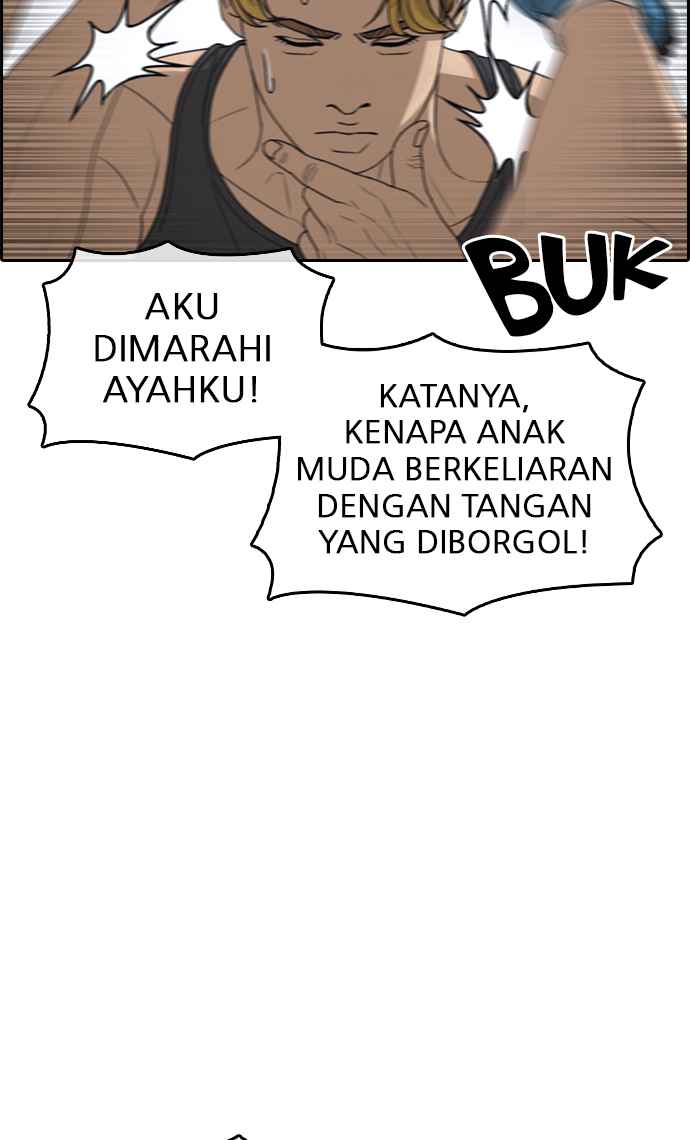 BUK
AKU
DIMARAHI
AYAHKU!
KATANYA,
KENAPA ANAK
MUDA BERKELIARAN
DENGAN TANGAN
YANG DIBORGOL!